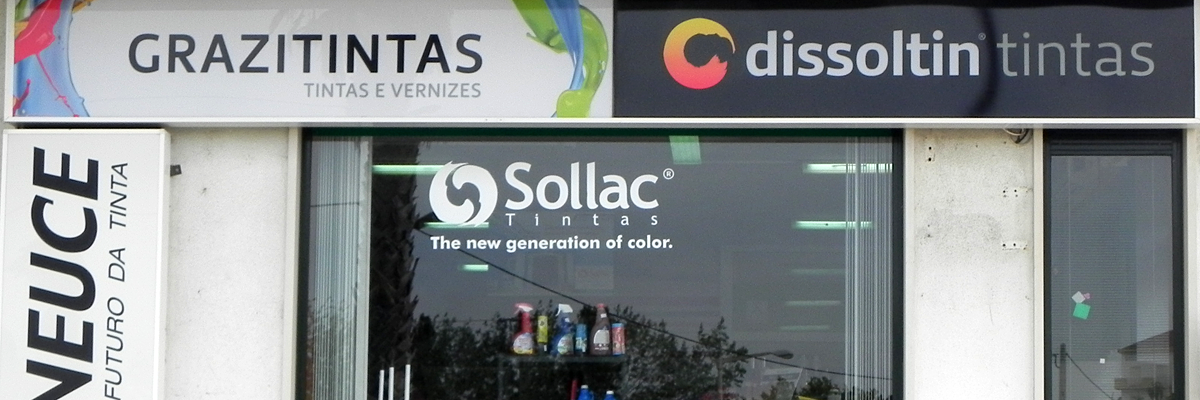 GRAZITINTAS
TINTAS E VERNIZES
dissoltin® tintas
NEUCE
FUTURO DA TINTA
Sollac®
Tintas
The new generation of color.